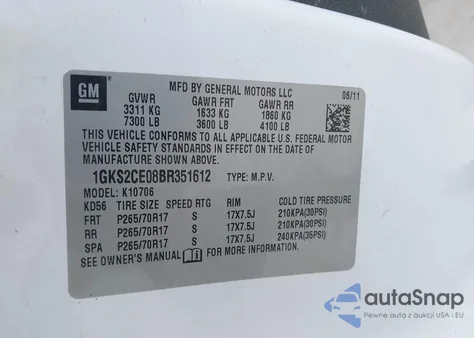 GM
MFD BY GENERAL MOTORS LLC
06/11
GVWR GAWR FRT GAWR RR
3311 KG 1633 KG 1860 KG
7300 LB 3600 LB 4100 LB
THIS VEHICLE CONFORMS TO ALL APPLICABLE U.S. FEDERAL MOTOR
VEHICLE SAFETY STANDARDS IN EFFECT ON THE DATE OF
MANUFACTURE SHOWN ABOVE.
1GKS2CE08BR351612 TYPE: M.P.V.
MODEL: K10706
KD56 TIRE SIZE SPEED RTG RIM COLD TIRE PRESSURE
FRT P265/70R17 S 17X7.5J 210KPA(30PSI)
RR P265/70R17 S 17X7.5J 210KPA(30PSI)
SPA P265/70R17 S 17X7.5J 240KPA(35PSI)
SEE OWNER'S MANUAL FOR MORE INFORMATION.
autoSnap
Pewne auta z aukcji USA i EU